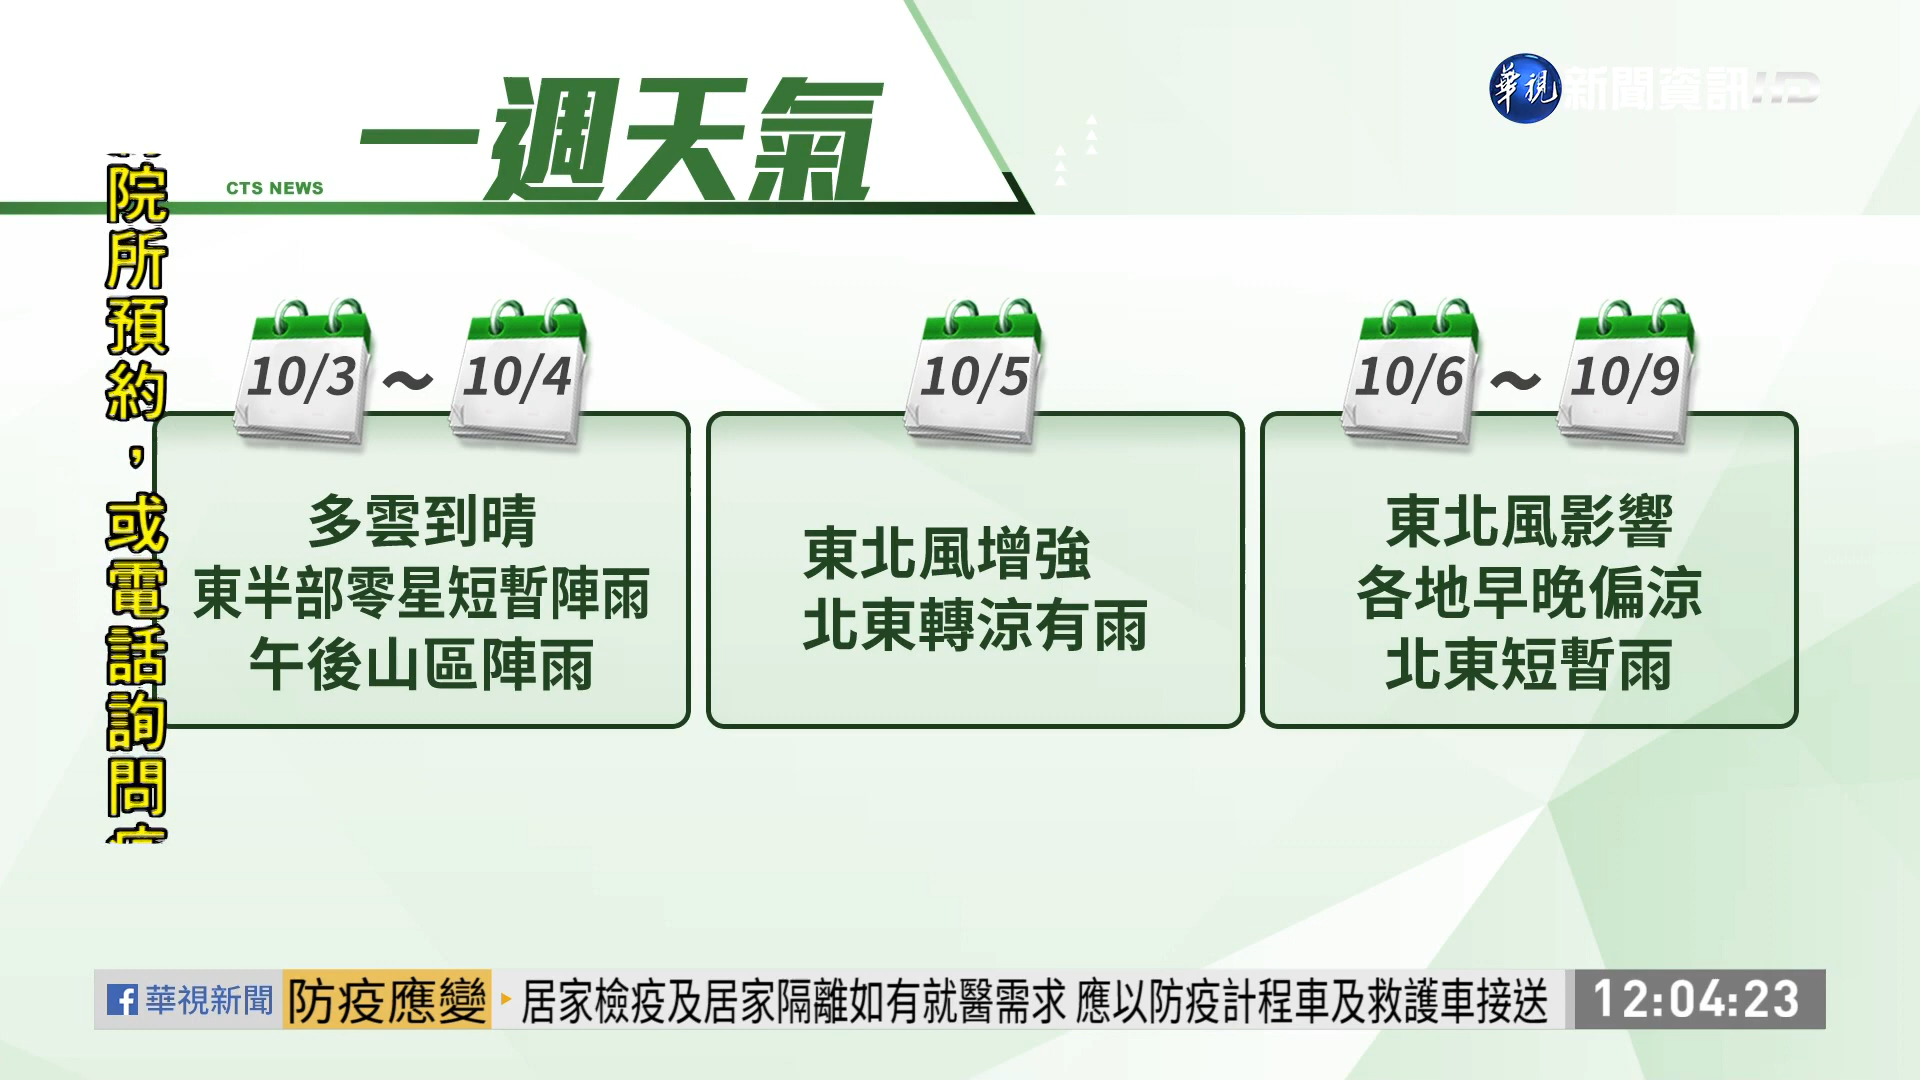 一週天氣
CTS NEWS
華視新聞資訊HD
院所預約，或電話詢問
10/3～10/4
多雲到晴
東半部零星短暫陣雨
午後山區陣雨
10/5
東北風增強
北東轉涼有雨
10/6～10/9
東北風影響
各地早晚偏涼
北東短暫雨
華視新聞
防疫應變
居家檢疫及居家隔離如有就醫需求 應以防疫計程車及救護車接送
12:04:23